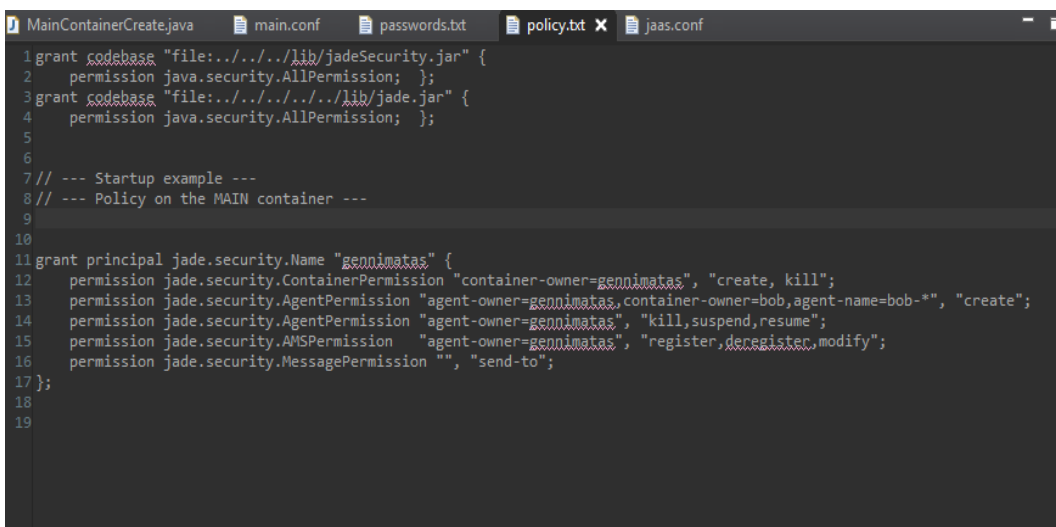 MainContainerCreate.java main.conf passwords.txt policy.txt jaas.conf
1 grant codebase "file:../../../lib/jadeSecurity.jar" {
2 permission java.security.AllPermission; };
3 grant codebase "file:../../../../../lib/jade.jar" {
4 permission java.security.AllPermission; };
5
6
7 // --- Startup example ---
8 // --- Policy on the MAIN container ---
9
10
11 grant principal jade.security.Name "gennimatas" {
12 permission jade.security.ContainerPermission "container-owner=gennimatas", "create, kill";
13 permission jade.security.AgentPermission "agent-owner=gennimatas,container-owner=bob,agent-name=bob-*", "create";
14 permission jade.security.AgentPermission "agent-owner=gennimatas", "kill,suspend,resume";
15 permission jade.security.AMSPermission "agent-owner=gennimatas", "register,deregister,modify";
16 permission jade.security.MessagePermission "", "send-to";
17 };
18
19